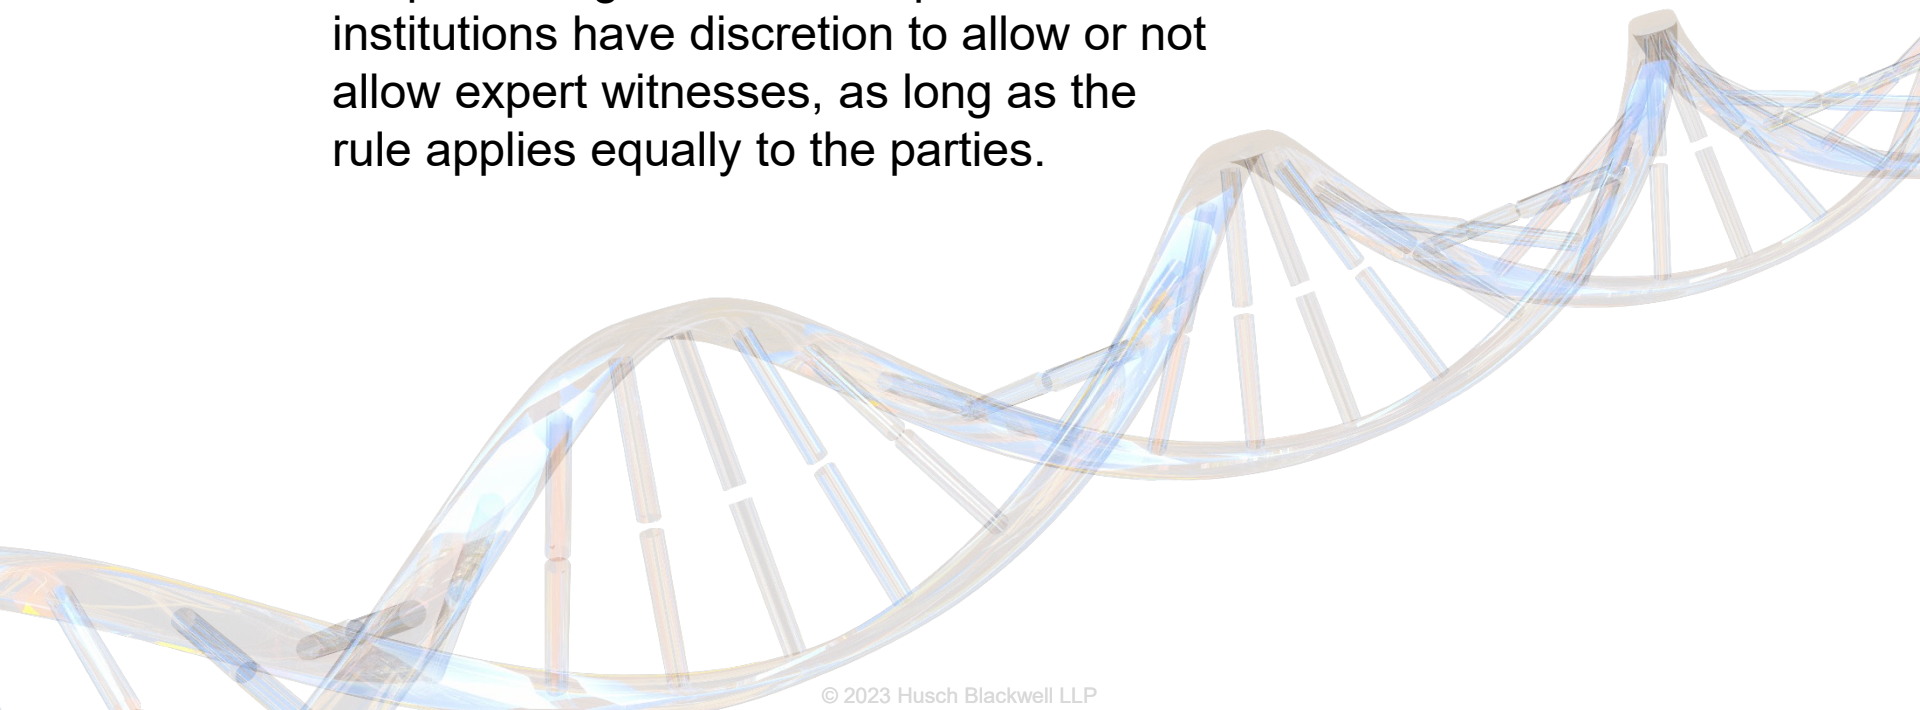 institutions have discretion to allow or not
allow expert witnesses, as long as the
rule applies equally to the parties.
© 2023 Husch Blackwell LLP